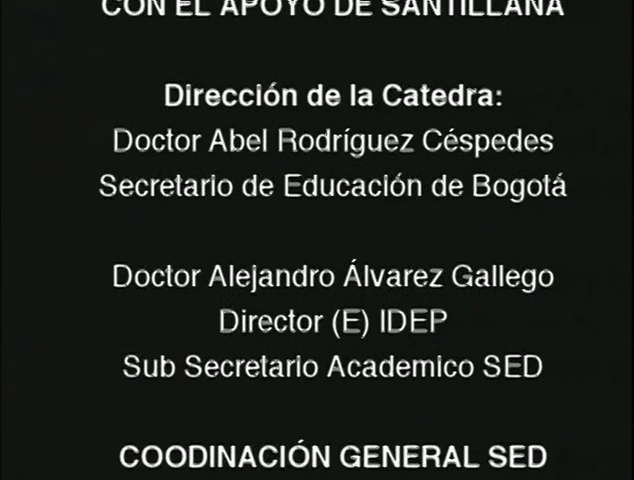 CON EL APOYO DE SANTILLANA
Dirección de la Catedra:
Doctor Abel Rodríguez Céspedes
Secretario de Educación de Bogotá
Doctor Alejandro Álvarez Gallego
Director (E) IDEP
Sub Secretario Academico SED
COODINACIÓN GENERAL SED